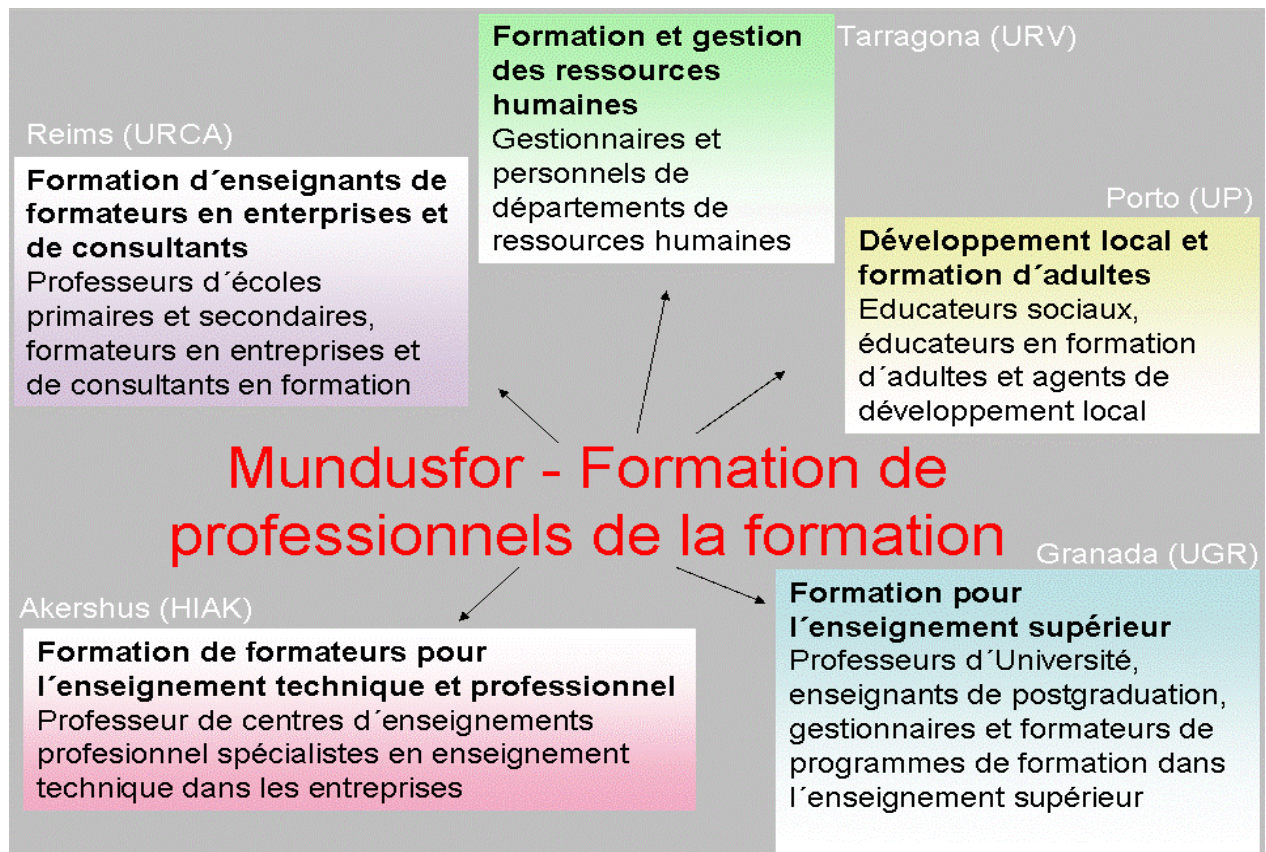 Formation et gestion
des ressources
humaines
Gestionnaires et
personnels de
départements de
ressources humaines
Tarragona (URV)
Reims (URCA)
Formation d´enseignants de
formateurs en enterprises et
de consultants
Professeurs d´écoles
primaires et secondaires,
formateurs en entreprises et
de consultants en formation
Porto (UP)
Développement local et
formation d´adultes
Educateurs sociaux,
éducateurs en formation
d´adultes et agents de
développement local
Mundusfor - Formation de
professionnels de la formation
Akershus (HIAK)
Formation de formateurs pour
l´enseignement technique et professionnel
Professeur de centres d´enseignements
profesionnel spécialistes en enseignement
technique dans les entreprises
Granada (UGR)
Formation pour
l´enseignement supérieur
Professeurs d´Université,
enseignants de postgraduation,
gestionnaires et formateurs de
programmes de formation dans
l´enseignement supérieur